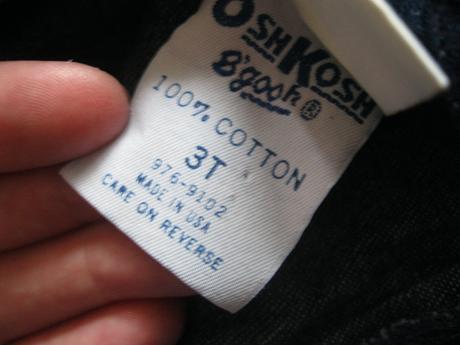 OSHKOSH
B'gosh ®
100% COTTON
3T
976-9102
MADE IN USA
CARE ON REVERSE